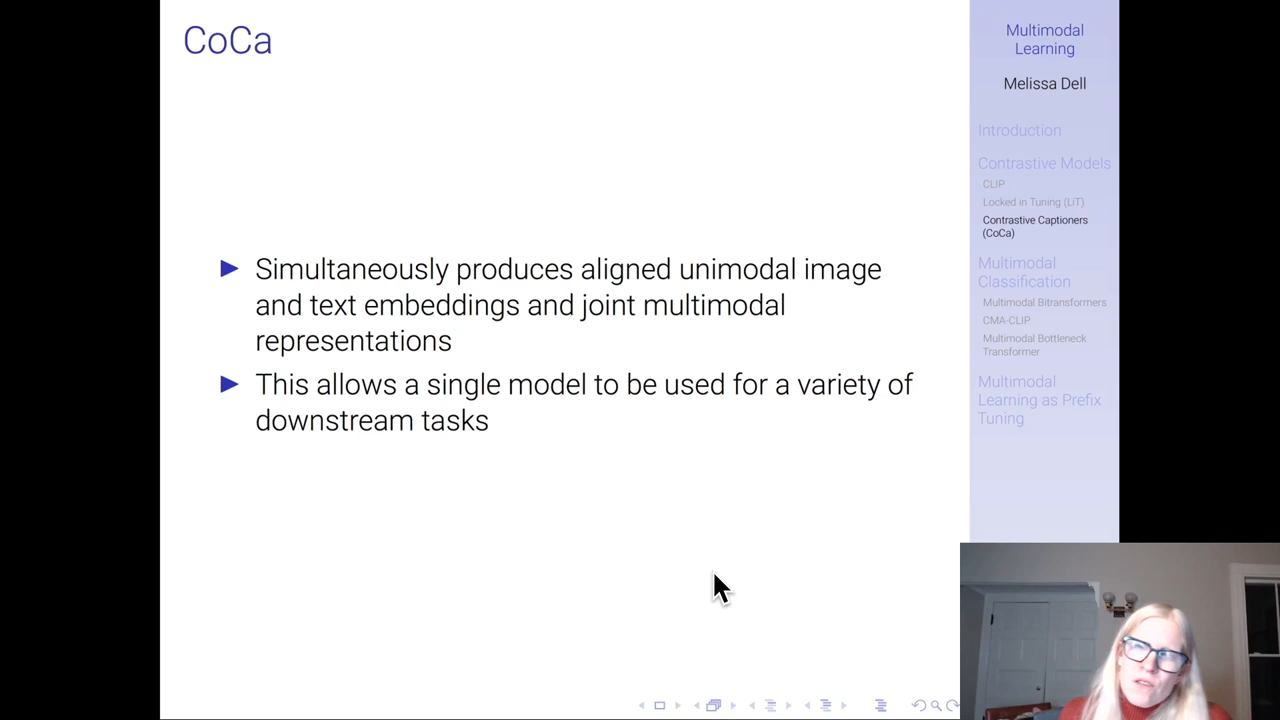 CoCa
Simultaneously produces aligned unimodal image
and text embeddings and joint multimodal
representations
This allows a single model to be used for a variety of
downstream tasks
Multimodal
Learning
Melissa Dell
Introduction
Contrastive Models
CLIP
Locked in Tuning (LiT)
Contrastive Captioners
(CoCa)
Multimodal
Classification
Multimodal Bitransformers
CMA-CLIP
Multimodal Bottleneck
Transformer
Multimodal
Learning as Prefix
Tuning